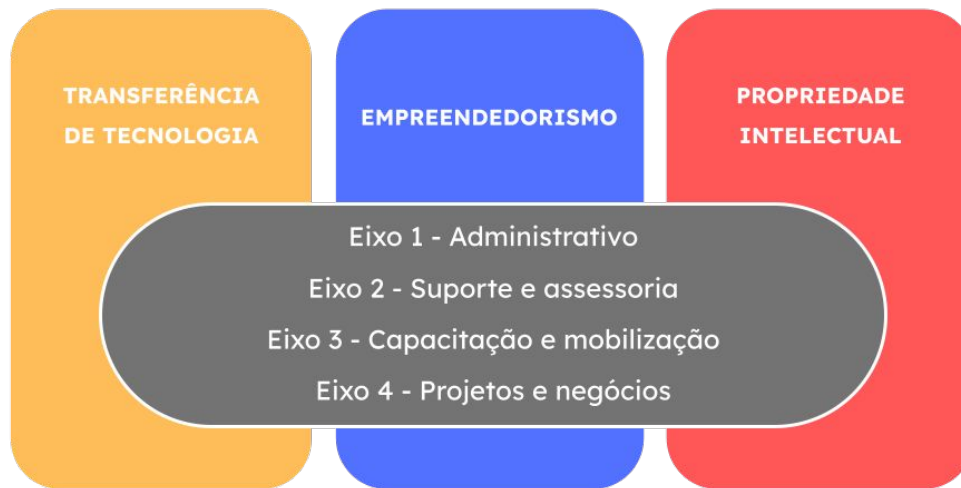 TRANSFERÊNCIA
DE TECNOLOGIA
EMPREENDEDORISMO
PROPRIEDADE
INTELECTUAL
Eixo 1 - Administrativo
Eixo 2 - Suporte e assessoria
Eixo 3 - Capacitação e mobilização
Eixo 4 - Projetos e negócios